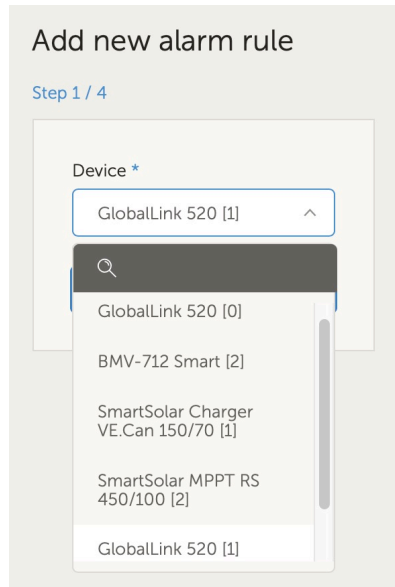 Add new alarm rule
Step 1 / 4
Device *
GlobalLink 520 [1]
GlobalLink 520 [0]
BMV-712 Smart [2]
SmartSolar Charger
VE.Can 150/70 [1]
SmartSolar MPPT RS
450/100 [2]
GlobalLink 520 [1]